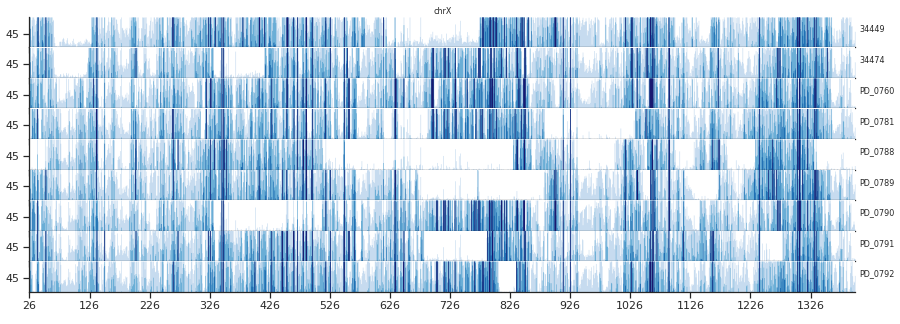 chrX
45 34449
45 34474
45 PD_0760
45 PD_0781
45 PD_0788
45 PD_0789
45 PD_0790
45 PD_0791
45 PD_0792
26 126 226 326 426 526 626 726 826 926 1026 1126 1226 1326